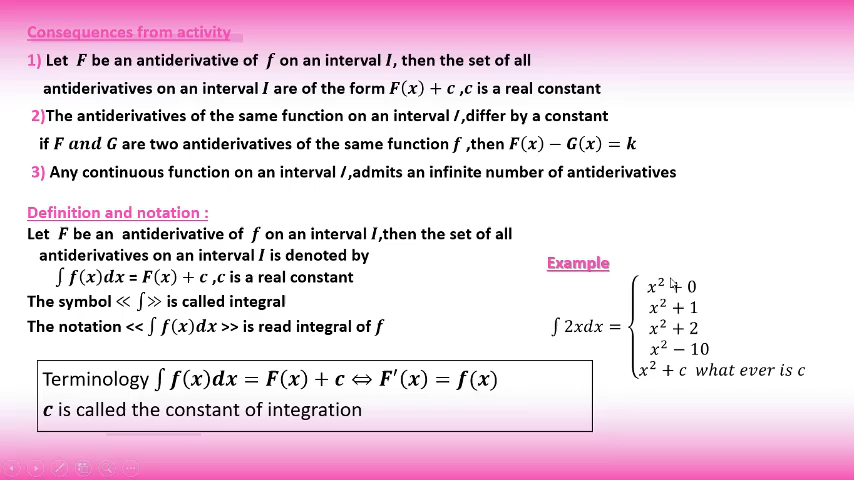 Consequences from activity
1) Let F be an antiderivative of f on an interval I, then the set of all
antiderivatives on an interval I are of the form F(x) + c ,c is a real constant
2)The antiderivatives of the same function on an interval I,differ by a constant
if F and G are two antiderivatives of the same function f ,then F(x) − G(x) = k
3) Any continuous function on an interval I,admits an infinite number of antiderivatives
Definition and notation :
Let F be an antiderivative of f on an interval I,then the set of all
antiderivatives on an interval I is denoted by
∫ f(x)dx = F(x) + c ,c is a real constant
The symbol ≪ ∫≫ is called integral
The notation << ∫ f(x)dx >> is read integral of f
Example
∫ 2xdx =
x² + 0
x² + 1
x² + 2
x² − 10
x² + c what ever is c
Terminology ∫ f(x)dx = F(x) + c ⇔ F′(x) = f(x)
c is called the constant of integration